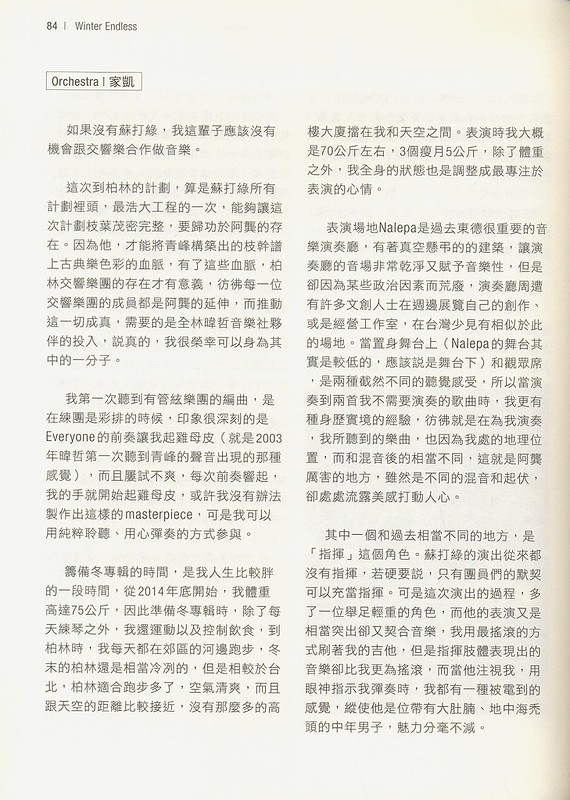 84 | Winter Endless
Orchestra | 家凱
如果沒有蘇打綠，我這輩子應該沒有
機會跟交響樂合作做音樂。
這次到柏林的計劃，算是蘇打綠所有
計劃裡頭，最浩大工程的一次，能夠讓這
次計劃枝葉茂密完整，要歸功於阿龔的存
在。因為他，才能將青峰構築出的枝幹譜
上古典樂色彩的血脈，有了這些血脈，柏
林交響樂團的存在才有意義，彷彿每一位
交響樂團的成員都是阿龔的延伸，而推動
這一切成真，需要的是全林暐哲音樂社夥
伴的投入，說真的，我很榮幸可以身為其
中的一分子。
我第一次聽到有管絃樂團的編曲，是
在練團是彩排的時候，印象很深刻的是
Everyone的前奏讓我起雞母皮（就是2003
年暐哲第一次聽到青峰的聲音出現的那種
感覺），而且屢試不爽，每次前奏響起，
我的手就開始起雞母皮，或許我沒有辦法
製作出這樣的masterpiece，可是我可以
用純粹聆聽、用心彈奏的方式參與。
籌備冬專輯的時間，是我人生比較胖
的一段時間，從2014年底開始，我體重
高達75公斤，因此準備冬專輯時，除了每
天練琴之外，我還運動以及控制飲食，到
柏林時，我每天都在郊區的河邊跑步，冬
末的柏林還是相當冷冽的，但是相較於台
北，柏林適合跑步多了，空氣清爽，而且
跟天空的距離比較接近，沒有那麼多的高
樓大廈擋在我和天空之間。表演時我大概
是70公斤左右，3個瘦月5公斤，除了體重
之外，我全身的狀態也是調整成最專注於
表演的心情。
表演場地Nalepa是過去東德很重要的音
樂演奏廳，有著真空懸弔的的建築，讓演
奏廳的音場非常乾淨又賦予音樂性，但是
卻因為某些政治因素而荒廢，演奏廳周遭
有許多文創人士在週邊展覽自己的創作、
或是經營工作室，在台灣少見有相似於此
的場地。當置身舞台上（Nalepa的舞台其
實是較低的，應該說是舞台下）和觀眾席
，是兩種截然不同的聽覺感受，所以當演
奏到兩首我不需要演奏的歌曲時，我更有
種身歷實境的經驗，彷彿就是在為我演奏
，我所聽到的樂曲，也因為我處的地理位
置，而和混音後的相當不同，這就是阿龔
厲害的地方，雖然是不同的混音和起伏，
卻處處流露美感打動人心。
其中一個和過去相當不同的地方，是
「指揮」這個角色。蘇打綠的演出從來都
沒有指揮，若硬要說，只有團員們的默契
可以充當指揮。可是這次演出的過程，多
了一位舉足輕重的角色，而他的表演又是
相當突出卻又契合音樂，我用最搖滾的方
式刷著我的吉他，但是指揮肢體表現出的
音樂卻比我更為搖滾，而當他注視我，用
眼神指示我彈奏時，我都有一種被電到的
感覺，縱使他是位帶有大肚腩、地中海禿
頭的中年男子，魅力分毫不減。